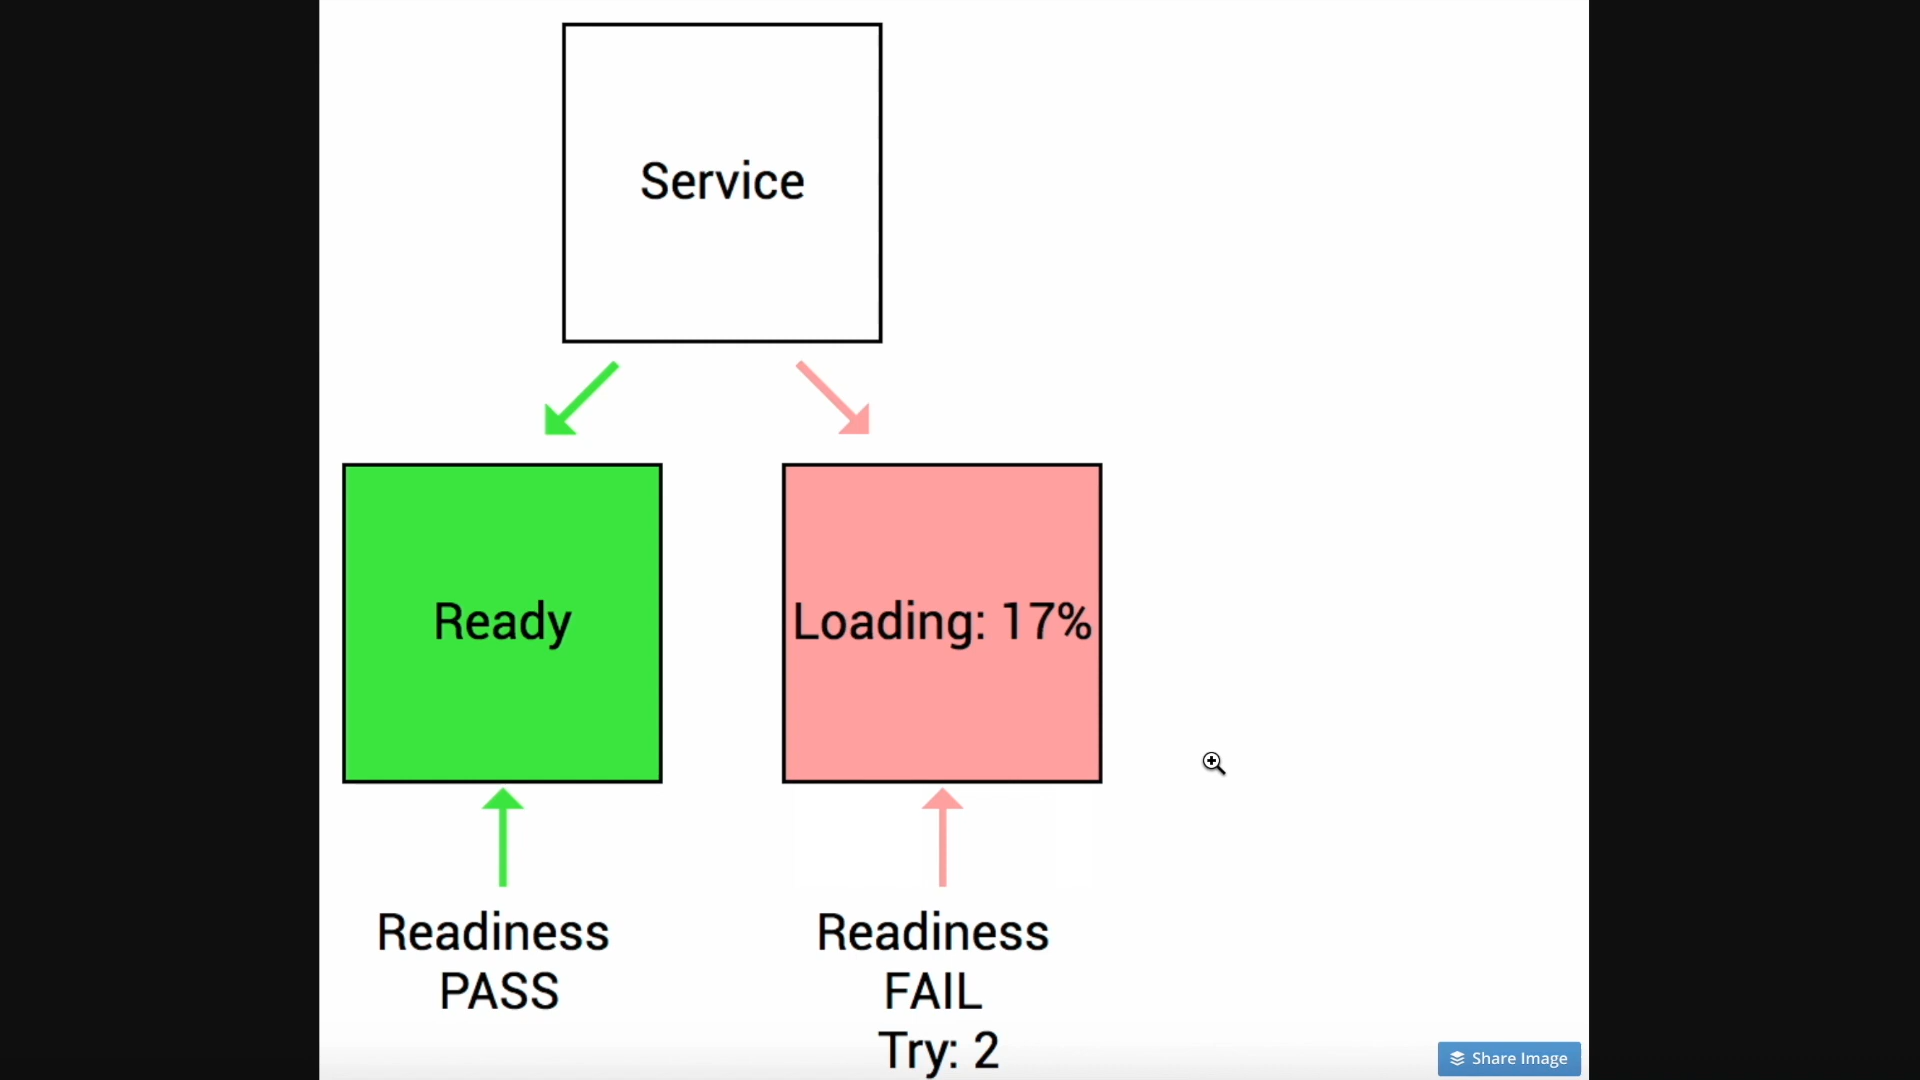 Service
Ready
Loading: 17%
Readiness
PASS
Readiness
FAIL
Try: 2
Share Image